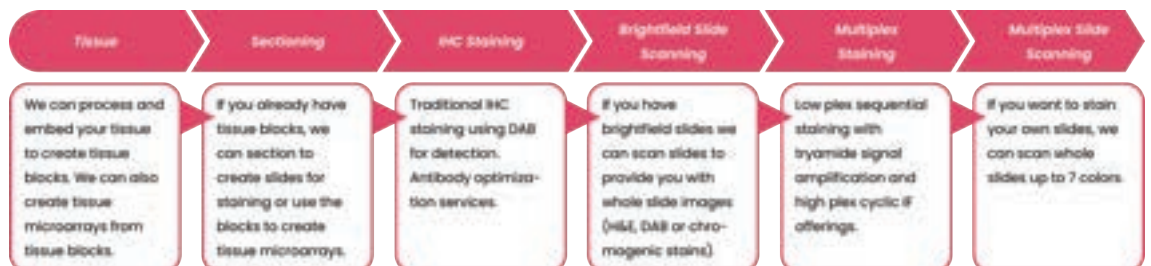 Tissue
Sectioning
IHC Staining
Brightfield Slide
Scanning
Multiplex
Staining
Multiplex Slide
Scanning
We can process and
embed your tissue
to create tissue
blocks. We can also
create tissue
microarrays from
tissue blocks.
If you already have
tissue blocks, we
can section to
create slides for
staining or use the
blocks to create
tissue microarrays.
Traditional IHC
staining using DAB
for detection.
Antibody optimiza-
tion services.
If you have
brightfield slides we
can scan slides to
provide you with
whole slide images
(H&E, DAB or chro-
mogenic stains)
Low plex sequential
staining with
tryamide signal
amplification and
high plex cyclic IF
offerings.
If you want to stain
your own slides, we
can scan whole
slides up to 7 colors.